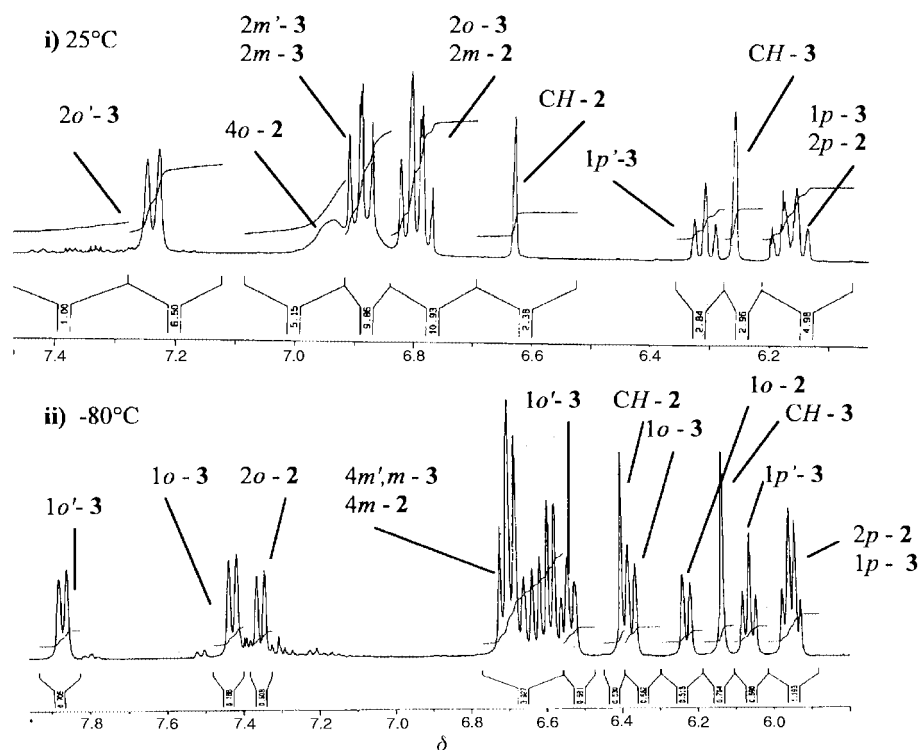 i) 25°C
2m'- 3
2m - 3
2o - 3
2m - 2
CH - 3
2o'- 3
4o - 2
CH - 2
1p'-3
1p - 3
2p - 2
1.00
6.50
5.15
9.86
10.93
2.38
2.84
2.96
4.98
7.4
7.2
7.0
6.8
6.6
6.4
6.2
ii) -80°C
1o'- 3
CH - 2
1o - 3
1o - 2
CH - 3
1o'- 3
1o - 3
2o - 2
4m',m - 3
4m - 2
1p'- 3
2p - 2
1p - 3
7.8
7.6
7.4
7.2
7.0
6.8
6.6
6.4
6.2
6.0
δ